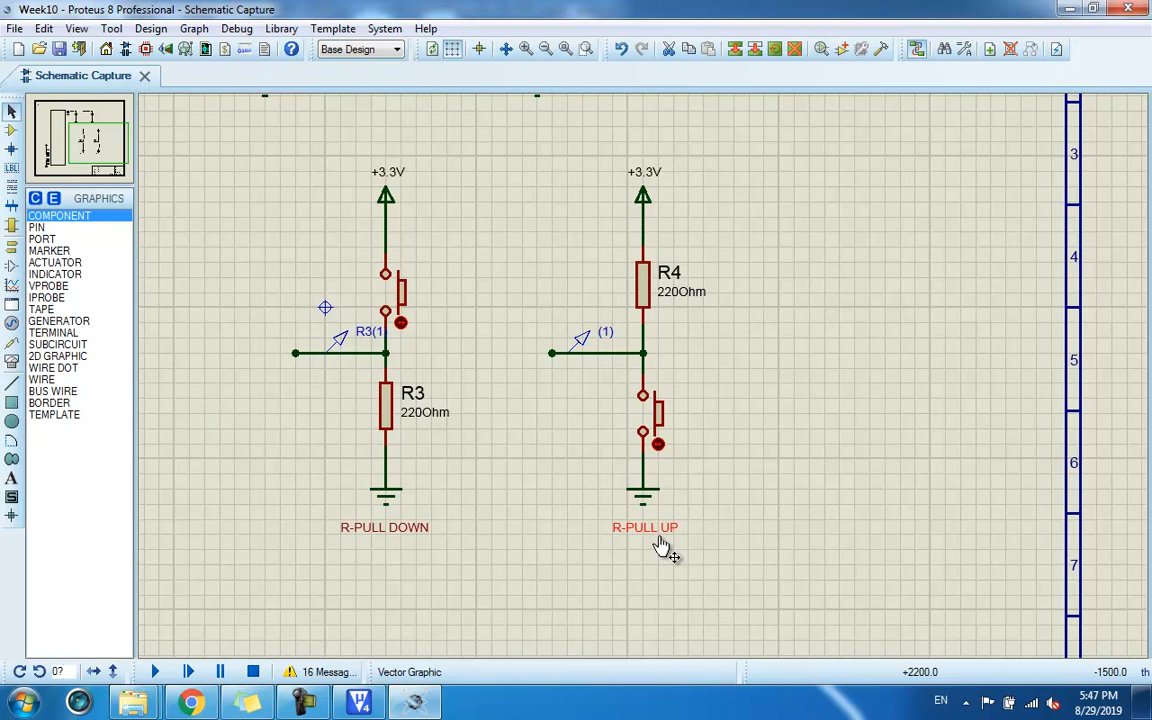 Week10 - Proteus 8 Professional - Schematic Capture
File Edit View Tool Design Graph Debug Library Template System Help
Base Design
Schematic Capture
C E GRAPHICS
COMPONENT
PIN
PORT
MARKER
ACTUATOR
INDICATOR
VPROBE
IPROBE
TAPE
GENERATOR
TERMINAL
SUBCIRCUIT
2D GRAPHIC
WIRE DOT
WIRE
BUS WIRE
BORDER
TEMPLATE
LBL
+3.3V
R3(1
R3
220Ohm
R-PULL DOWN
+3.3V
R4
220Ohm
(1)
R-PULL UP
3
4
5
6
7
0?
16 Messag...
Vector Graphic
+2200.0
-1500.0
th
EN
5:47 PM
8/29/2019